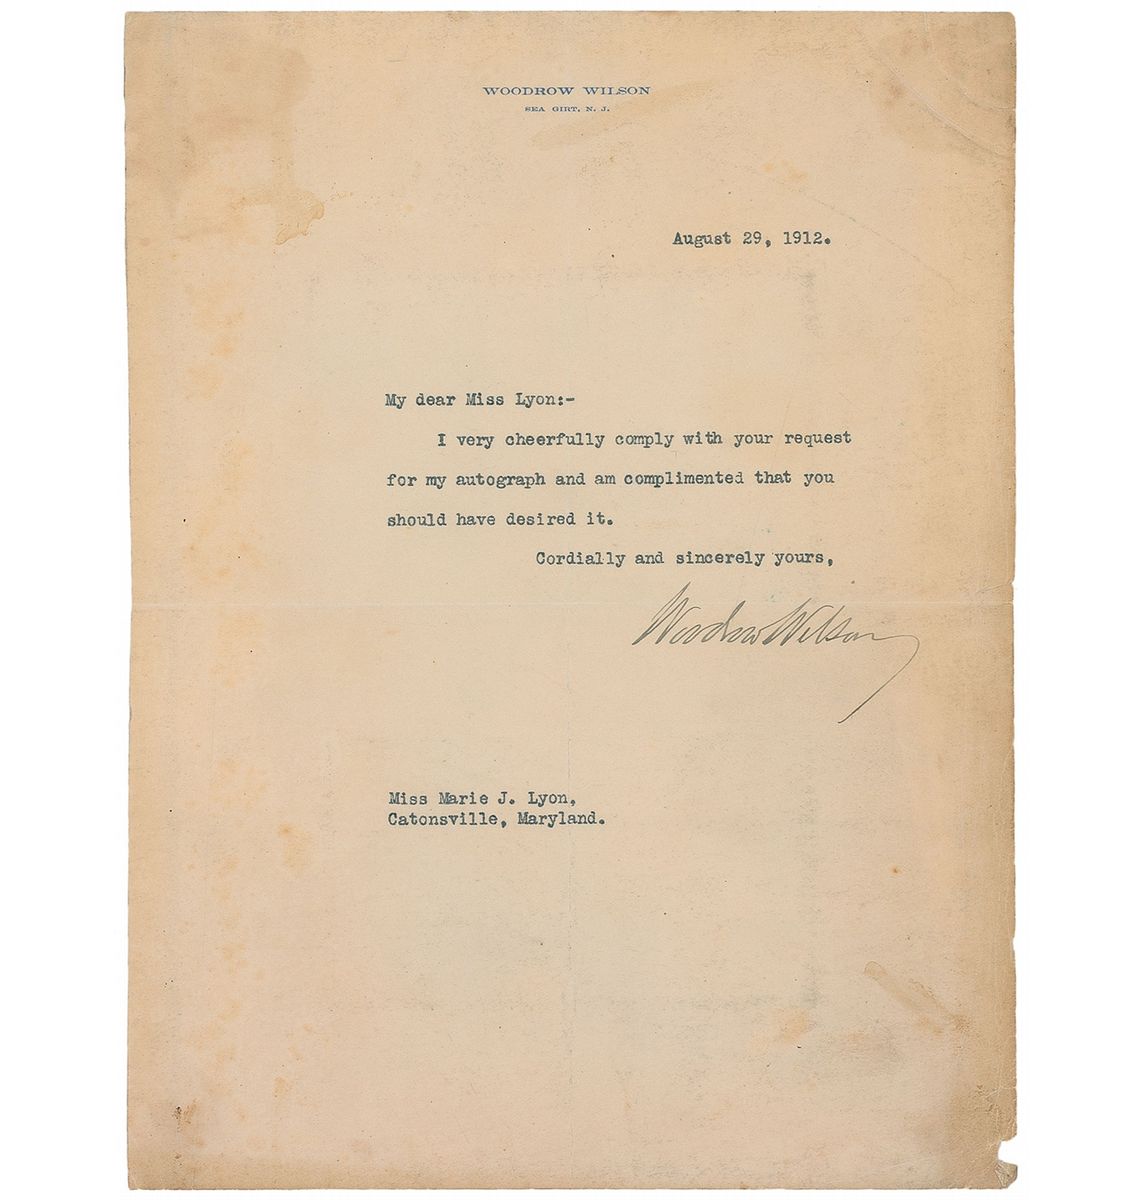 WOODROW WILSON
SEA GIRT, N. J.
August 29, 1912.
My dear Miss Lyon:-
I very cheerfully comply with your request
for my autograph and am complimented that you
should have desired it.
Cordially and sincerely yours,
Woodrow Wilson
Miss Marie J. Lyon,
Catonsville, Maryland.